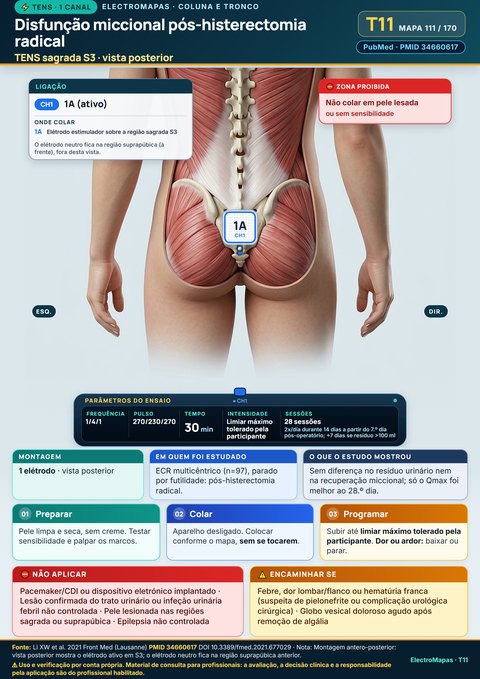 TENS · 1 CANAL ELECTROMAPAS · COLUNA E TRONCO
Disfunção miccional pós-histerectomia
radical
TENS sagrada S3 · vista posterior
T11 MAPA 111 / 170
PubMed · PMID 34660617
LIGAÇÃO
CH1 1A (ativo)
ONDE COLAR
1A Elétrodo estimulador sobre a região sagrada S3
O elétrodo neutro fica na região suprapúbica (à
frente), fora desta vista.
ZONA PROIBIDA
Não colar em pele lesada
ou sem sensibilidade
1A
CH1
ESQ.
DIR.
CH1
PARÂMETROS DO ENSAIO
FREQUÊNCIA
1/4/1
PULSO
270/230/270
TEMPO
30 min
INTENSIDADE
Limiar máximo
tolerado pelo
participante
SESSÕES
28 sessões
2x/dia durante 14 dias a partir do 7.º dia
pós-operatório; +7 dias se resíduo >100 ml
MONTAGEM
1 elétrodo · vista posterior
EM QUEM FOI ESTUDADO
ECR multicêntrico (n=97), parado
por futilidade: pós-histerectomia
radical.
O QUE O ESTUDO MOSTROU
Sem diferença no resíduo urinário nem
na recuperação miccional; só o Qmax foi
melhor ao 28.º dia.
01 Preparar
Pele limpa e seca, sem creme. Testar
sensibilidade e palpar os marcos.
02 Colar
Aparelho desligado. Colocar
conforme o mapa, sem se tocarem.
03 Programar
Subir até limiar máximo tolerado pela
participante. Dor ou ardor: baixar ou
parar.
NÃO APLICAR
Pacemaker/CDI ou dispositivo eletrónico implantado ·
Lesão confirmada do trato urinário ou infeção urinária
febril não controlada · Pele lesionada nas regiões
sagrada ou suprapúbica · Epilepsia não controlada
ENCAMINHAR SE
Febre, dor lombar/flanco ou hematúria franca
(suspeita de pielonefrite ou complicação urológica
cirúrgica) · Globo vesical doloroso agudo após
remoção de algália
Fonte: Li XW et al. 2021 Front Med (Lausanne) PMID 34660617 DOI 10.3389/fmed.2021.677029 · Nota: Montagem antero-posterior:
vista posterior mostra o elétrodo ativo em S3; o elétrodo neutro fica na região suprapúbica anterior.
Uso e verificação por conta própria. Material de consulta para profissionais: a avaliação, a decisão clínica e a responsabilidade
pela aplicação são do profissional habilitado.
ElectroMapas · T11